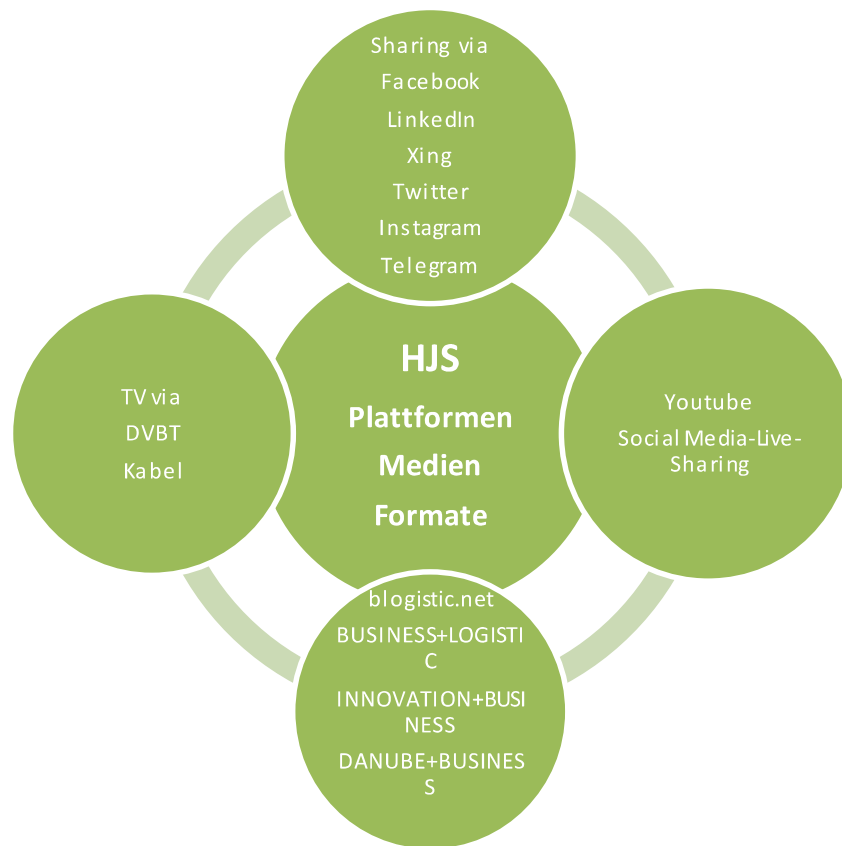 Sharing via
Facebook
LinkedIn
Xing
Twitter
Instagram
Telegram
HJS
Plattformen
Medien
Formate
TV via
DVBT
Kabel
Youtube
Social Media-Live-
Sharing
blogistic.net
BUSINESS+LOGISTI
C
INNOVATION+BUSI
NESS
DANUBE+BUSINES
S